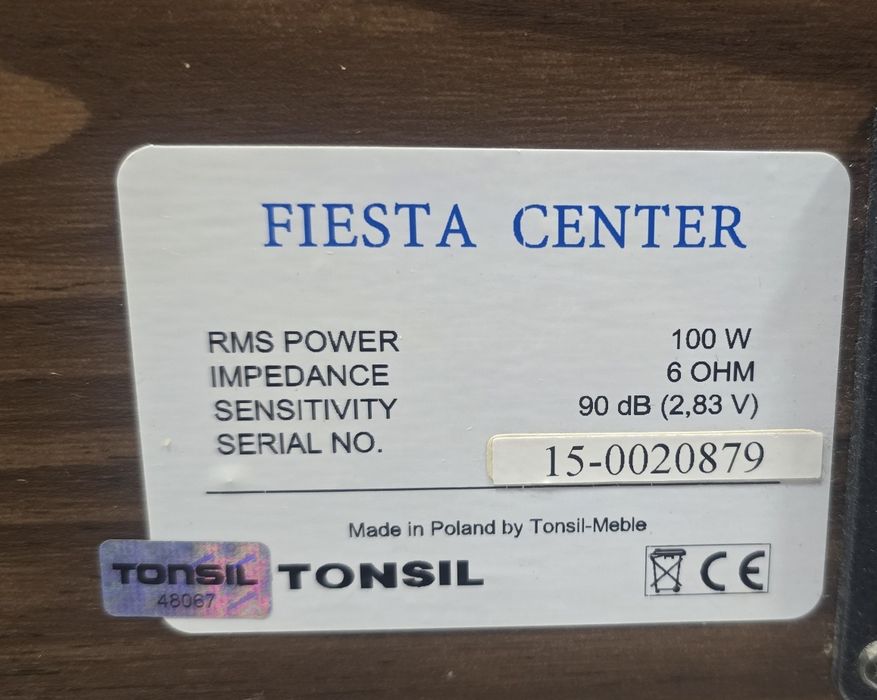 FIESTA CENTER
RMS POWER 100 W
IMPEDANCE 6 OHM
SENSITIVITY 90 dB (2,83 V)
SERIAL NO. 15-0020879
Made in Poland by Tonsil-Meble
TONSIL TONSIL CE
48067